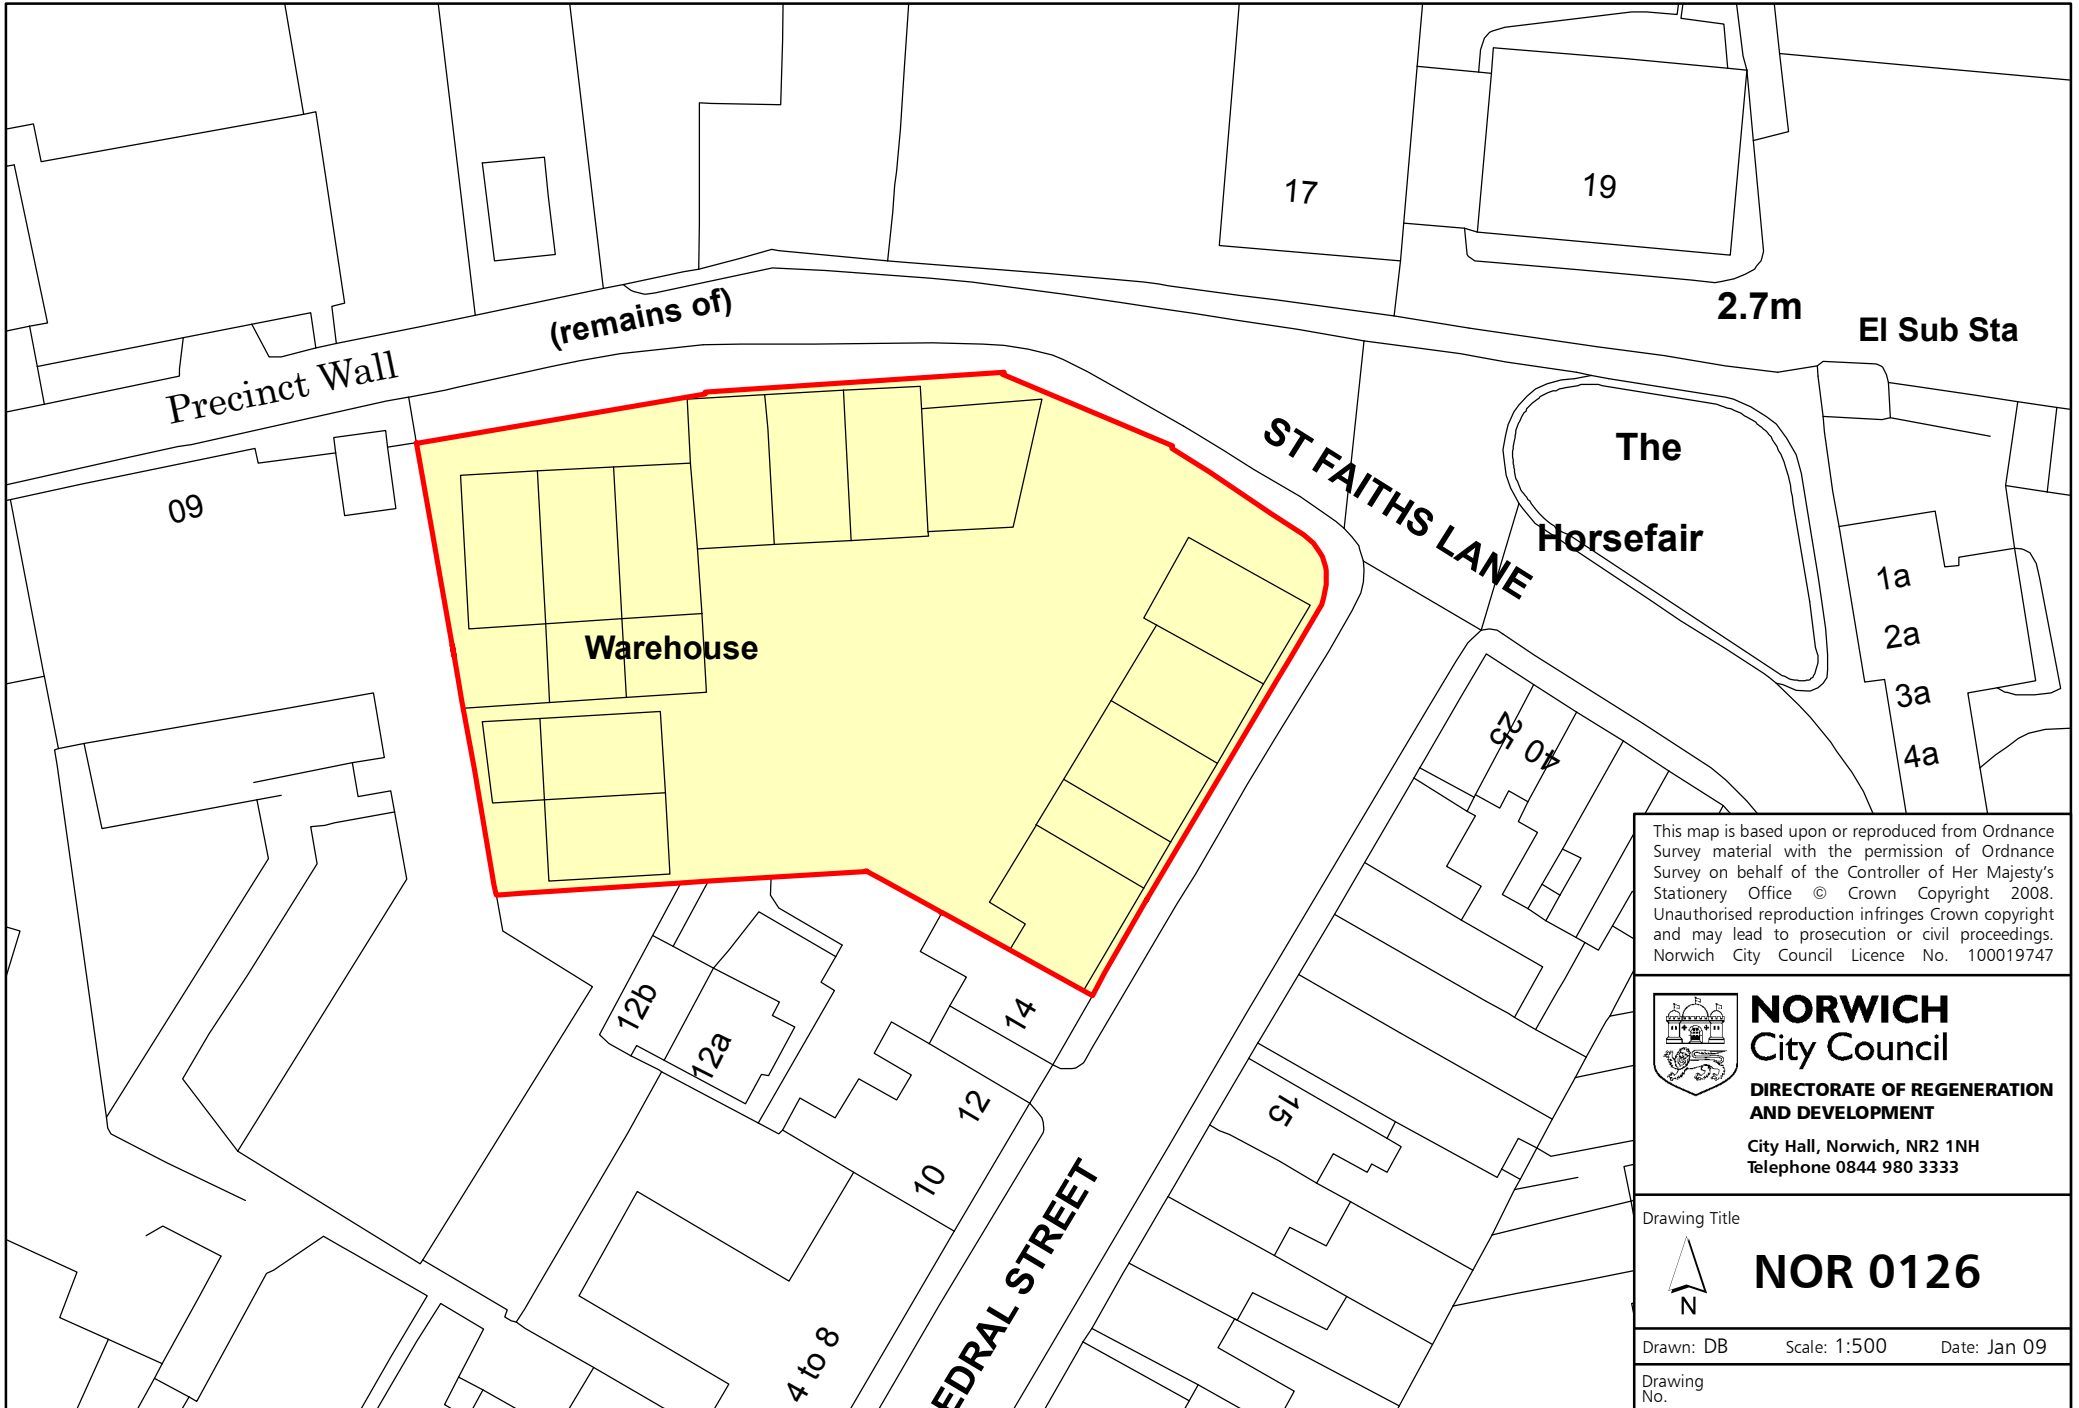 17
19
(remains of)
2.7m
El Sub Sta
Precinct Wall
ST FAITHS LANE
The
Horsefair
09
1a
Warehouse
2a
3a
25
40
4a
12b
12a
14
12
15
10
4 to 8
EDRAL STREET
This map is based upon or reproduced from Ordnance
Survey material with the permission of Ordnance
Survey on behalf of the Controller of Her Majesty's
Stationery Office © Crown Copyright 2008.
Unauthorised reproduction infringes Crown copyright
and may lead to prosecution or civil proceedings.
Norwich City Council Licence No. 100019747
NORWICH
City Council
DIRECTORATE OF REGENERATION
AND DEVELOPMENT
City Hall, Norwich, NR2 1NH
Telephone 0844 980 3333
Drawing Title
NOR 0126
N
Drawn: DB Scale: 1:500 Date: Jan 09
Drawing
No.